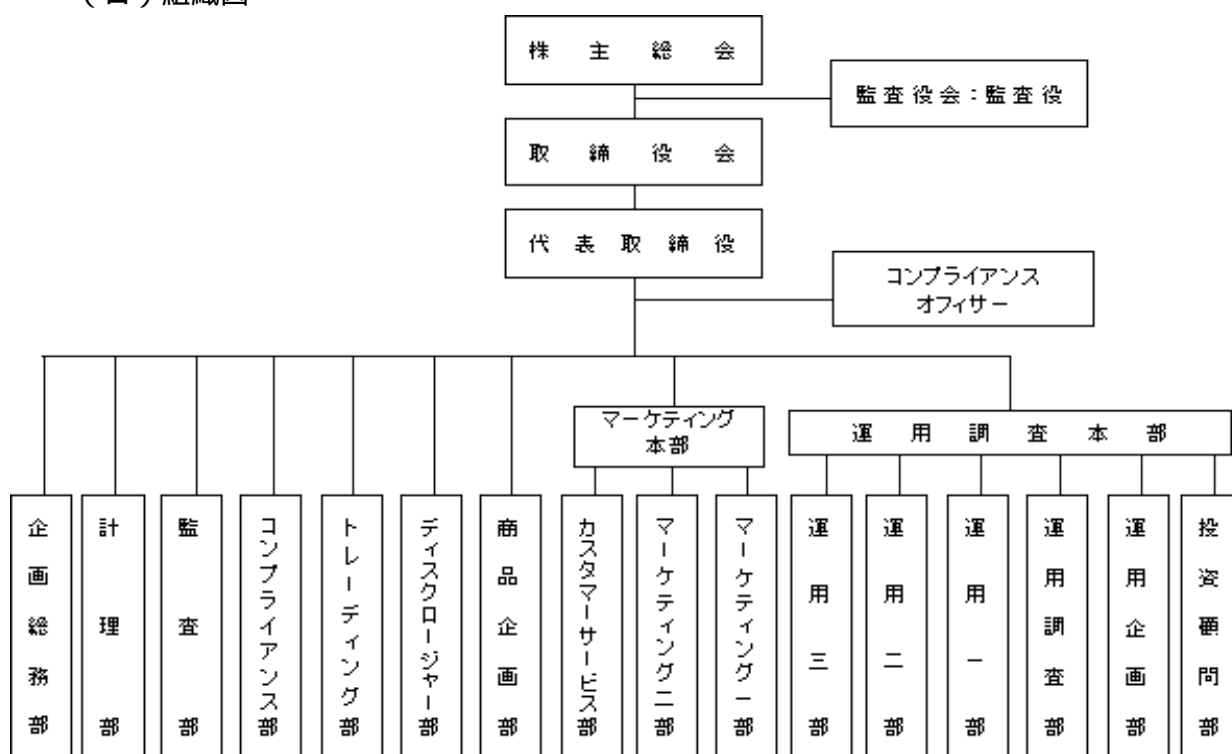 （ロ）組織図
株主総会
監査役会：監査役
取締役会
代表取締役
コンプライアンス
オフィサー
マーケティング
本部
運用調査本部
企画総務部
計理部
監査部
コンプライアンス部
トレーディング部
ディスクロージャー部
商品企画部
カスタマーサービス部
マーケティング二部
マーケティング一部
運用三部
運用二部
運用一部
運用調査部
運用企画部
投資顧問部